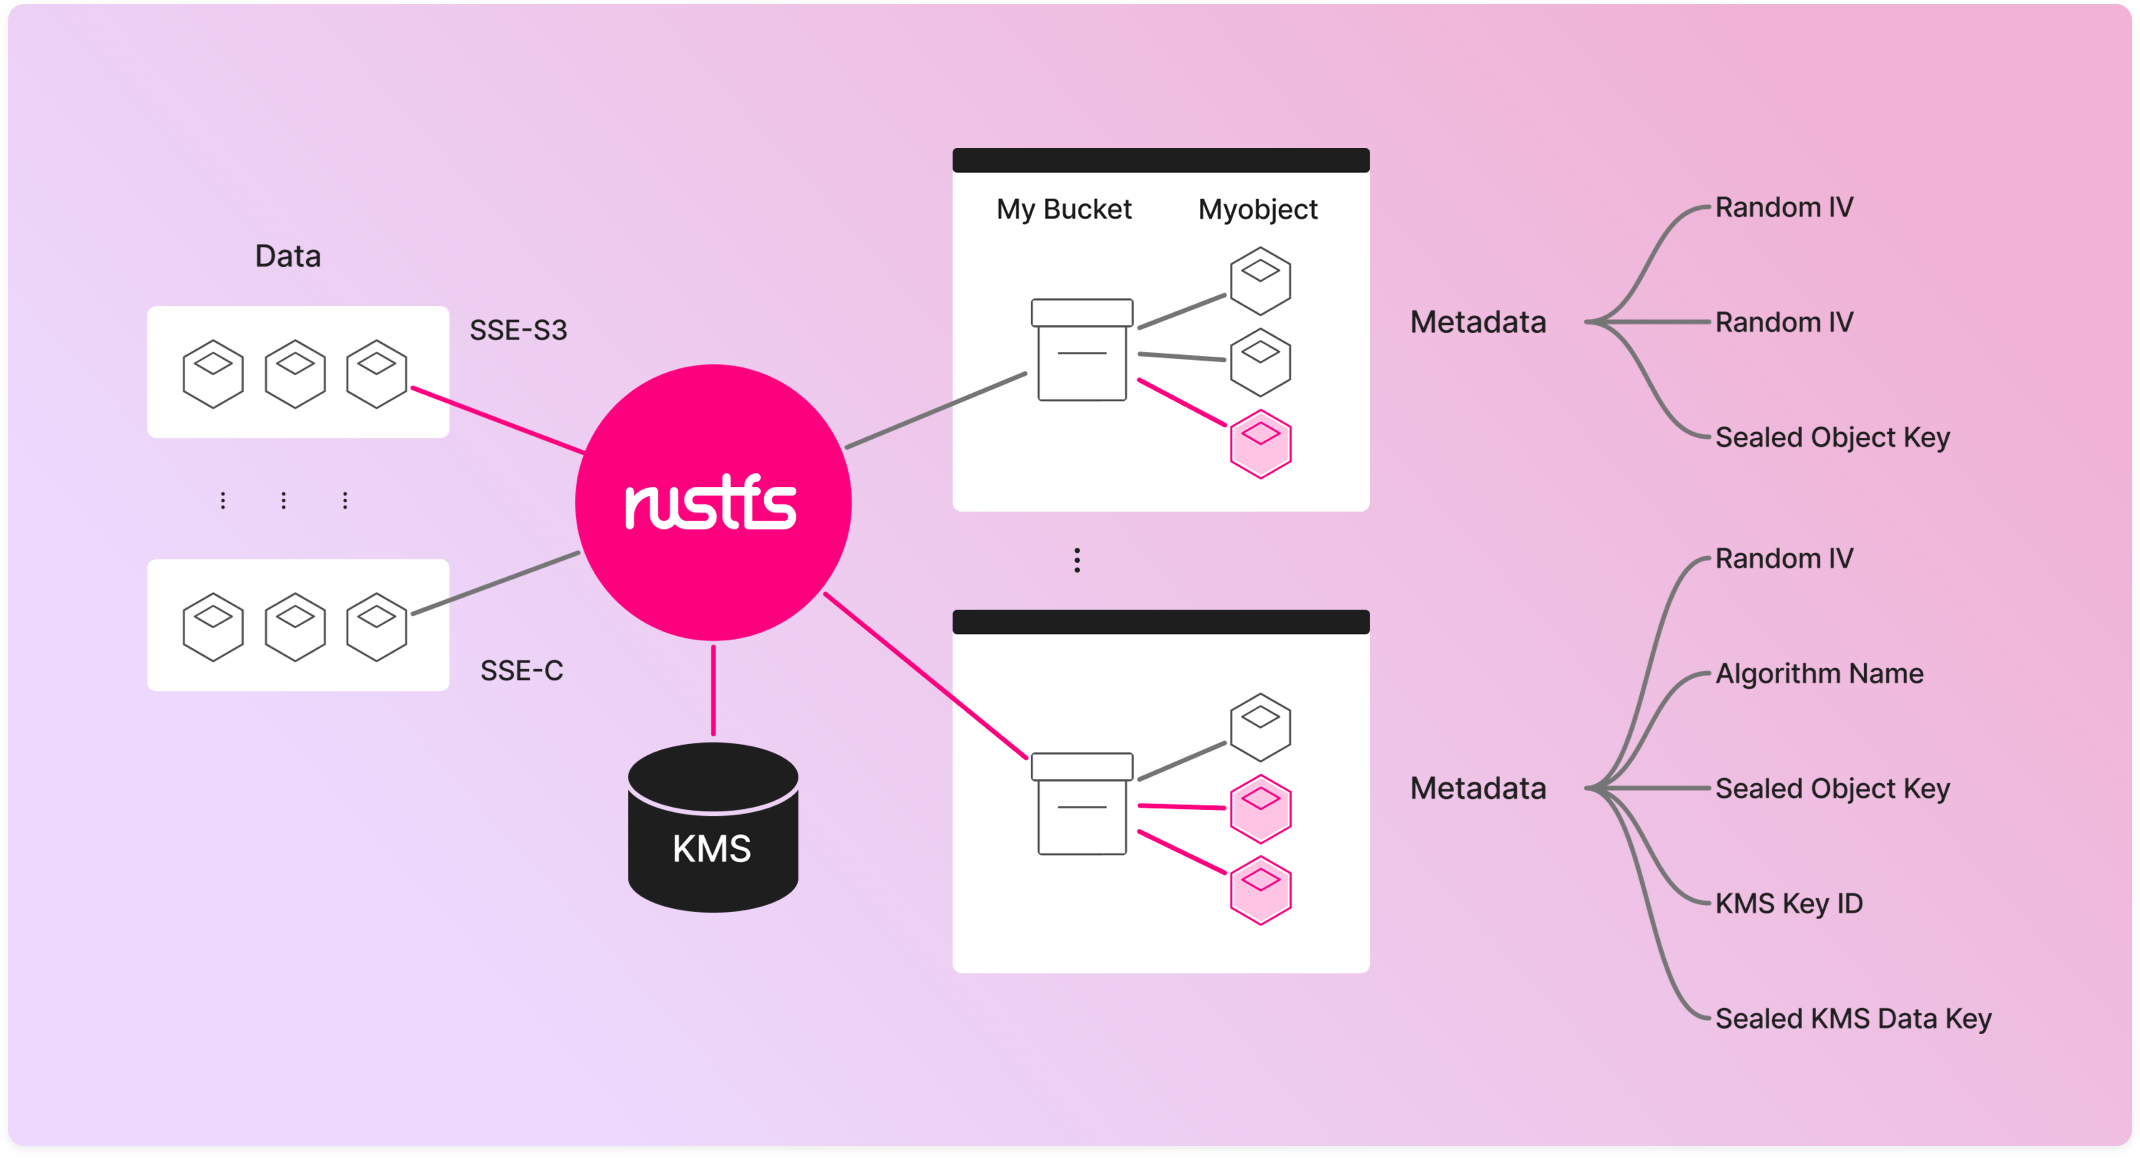 Data
SSE-S3
SSE-C
rustfs
KMS
My Bucket
Myobject
Metadata
Random IV
Random IV
Sealed Object Key
Metadata
Random IV
Algorithm Name
Sealed Object Key
KMS Key ID
Sealed KMS Data Key